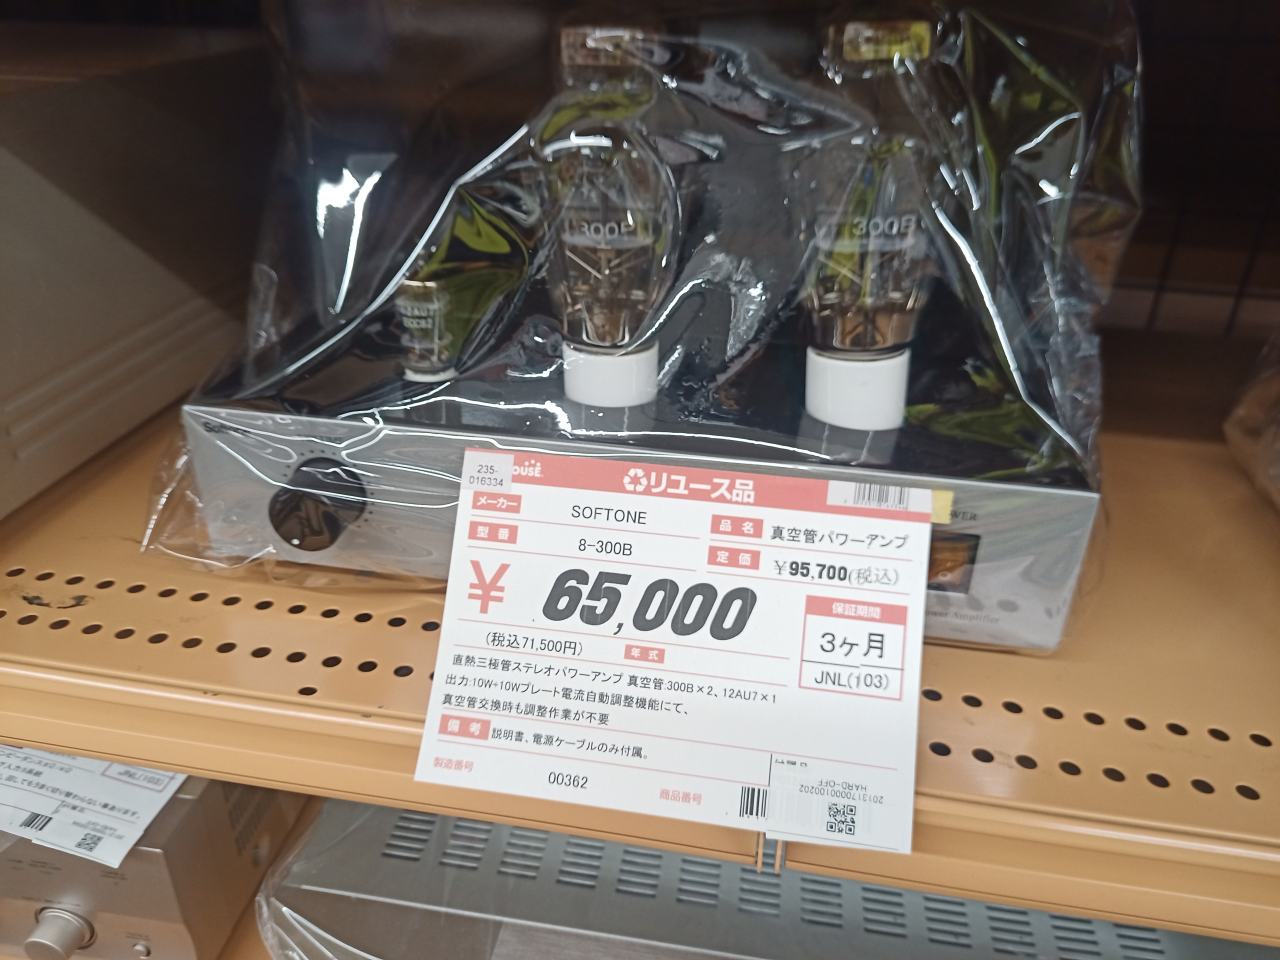 300B
300B
12AU7
235-
016334
リユース品
メーカー
SOFTONE
品名
真空管パワーアンプ
型番
8-300B
定価
￥95,700(税込)
￥65,000
(税込71,500円)
年式
保証期間
3ヶ月
JNL(103)
直熱三極管ステレオパワーアンプ 真空管:300B×2、12AU7×1
出力:10W+10Wプレート電流自動調整機能にて、
真空管交換時も調整作業が不要
備考
説明書、電源ケーブルのみ付属。
製造番号
00362
商品番号
HARD-OFF
2013170000100202
JNL(103)